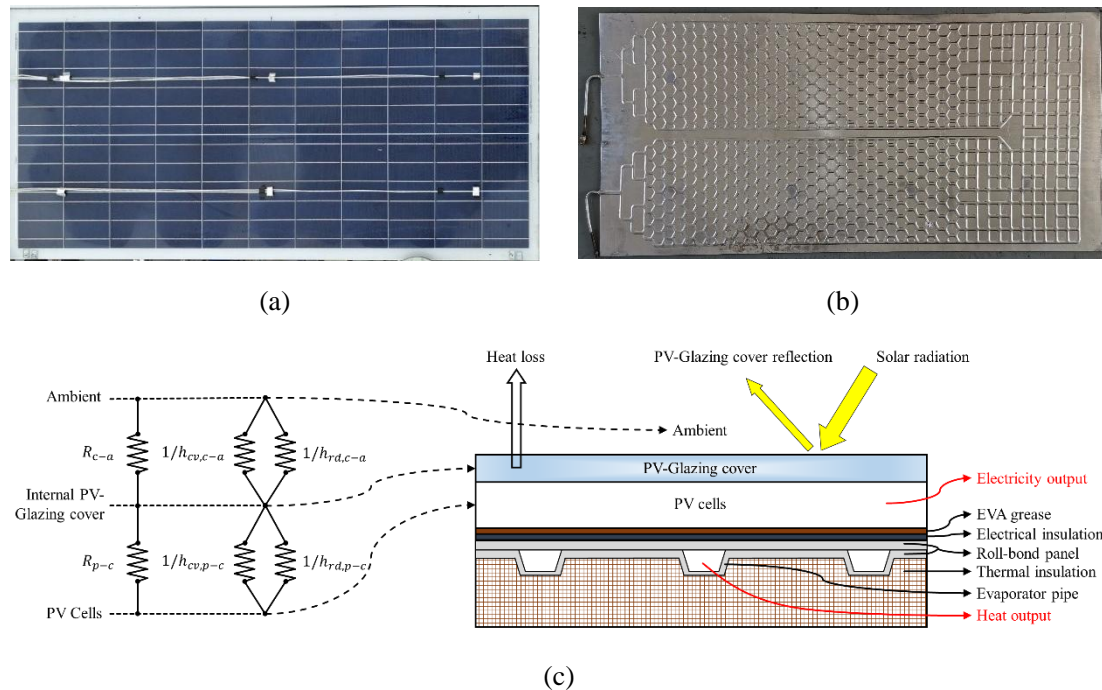 (a)
(b)
Heat loss
PV-Glazing cover reflection
Solar radiation
Ambient
Ambient
R_{c-a}
1/h_{cv,c-a}
1/h_{rd,c-a}
Internal PV-
Glazing cover
R_{p-c}
1/h_{cv,p-c}
1/h_{rd,p-c}
PV Cells
PV-Glazing cover
PV cells
Electricity output
EVA grease
Electrical insulation
Roll-bond panel
Thermal insulation
Evaporator pipe
Heat output
(c)